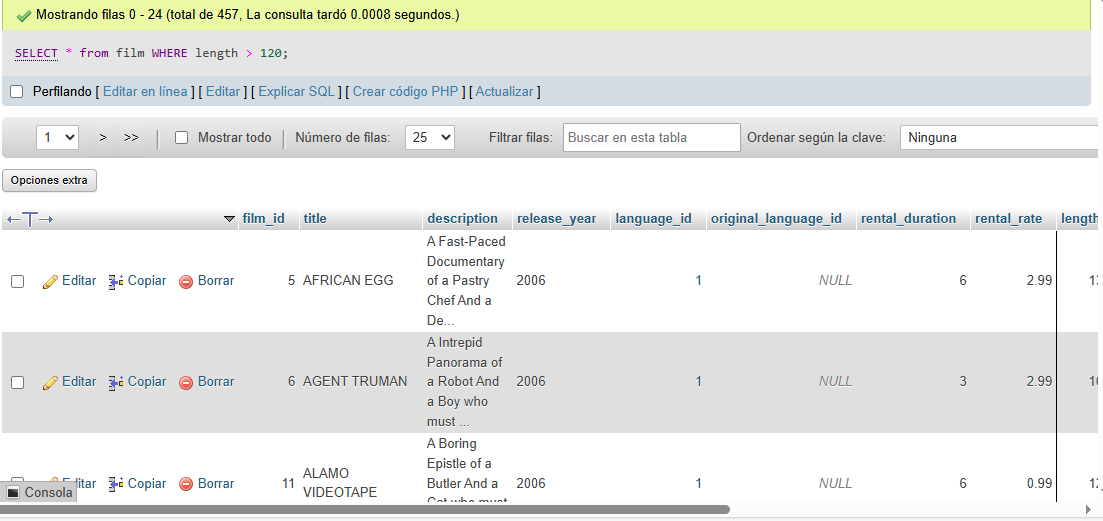 Mostrando filas 0 - 24 (total de 457, La consulta tardó 0.0008 segundos.)
SELECT * from film WHERE length > 120;
Perfilando [ Editar en línea ] [ Editar ] [ Explicar SQL ] [ Crear código PHP ] [ Actualizar ]
1 > >> | Mostrar todo | Número de filas: 25 Filtrar filas: Buscar en esta tabla Ordenar según la clave: Ninguna
Opciones extra
film_id title description release_year language_id original_language_id rental_duration rental_rate length
Editar Copiar Borrar 5 AFRICAN EGG A Fast-Paced Documentary of a Pastry Chef And a De... 2006 1 NULL 6 2.99
Editar Copiar Borrar 6 AGENT TRUMAN A Intrepid Panorama of a Robot And a Boy who must ... 2006 1 NULL 3 2.99
Editar Copiar Borrar 11 ALAMO VIDEOTAPE A Boring Epistle of a Butler And a Cat who must 2006 1 NULL 6 0.99
Consola